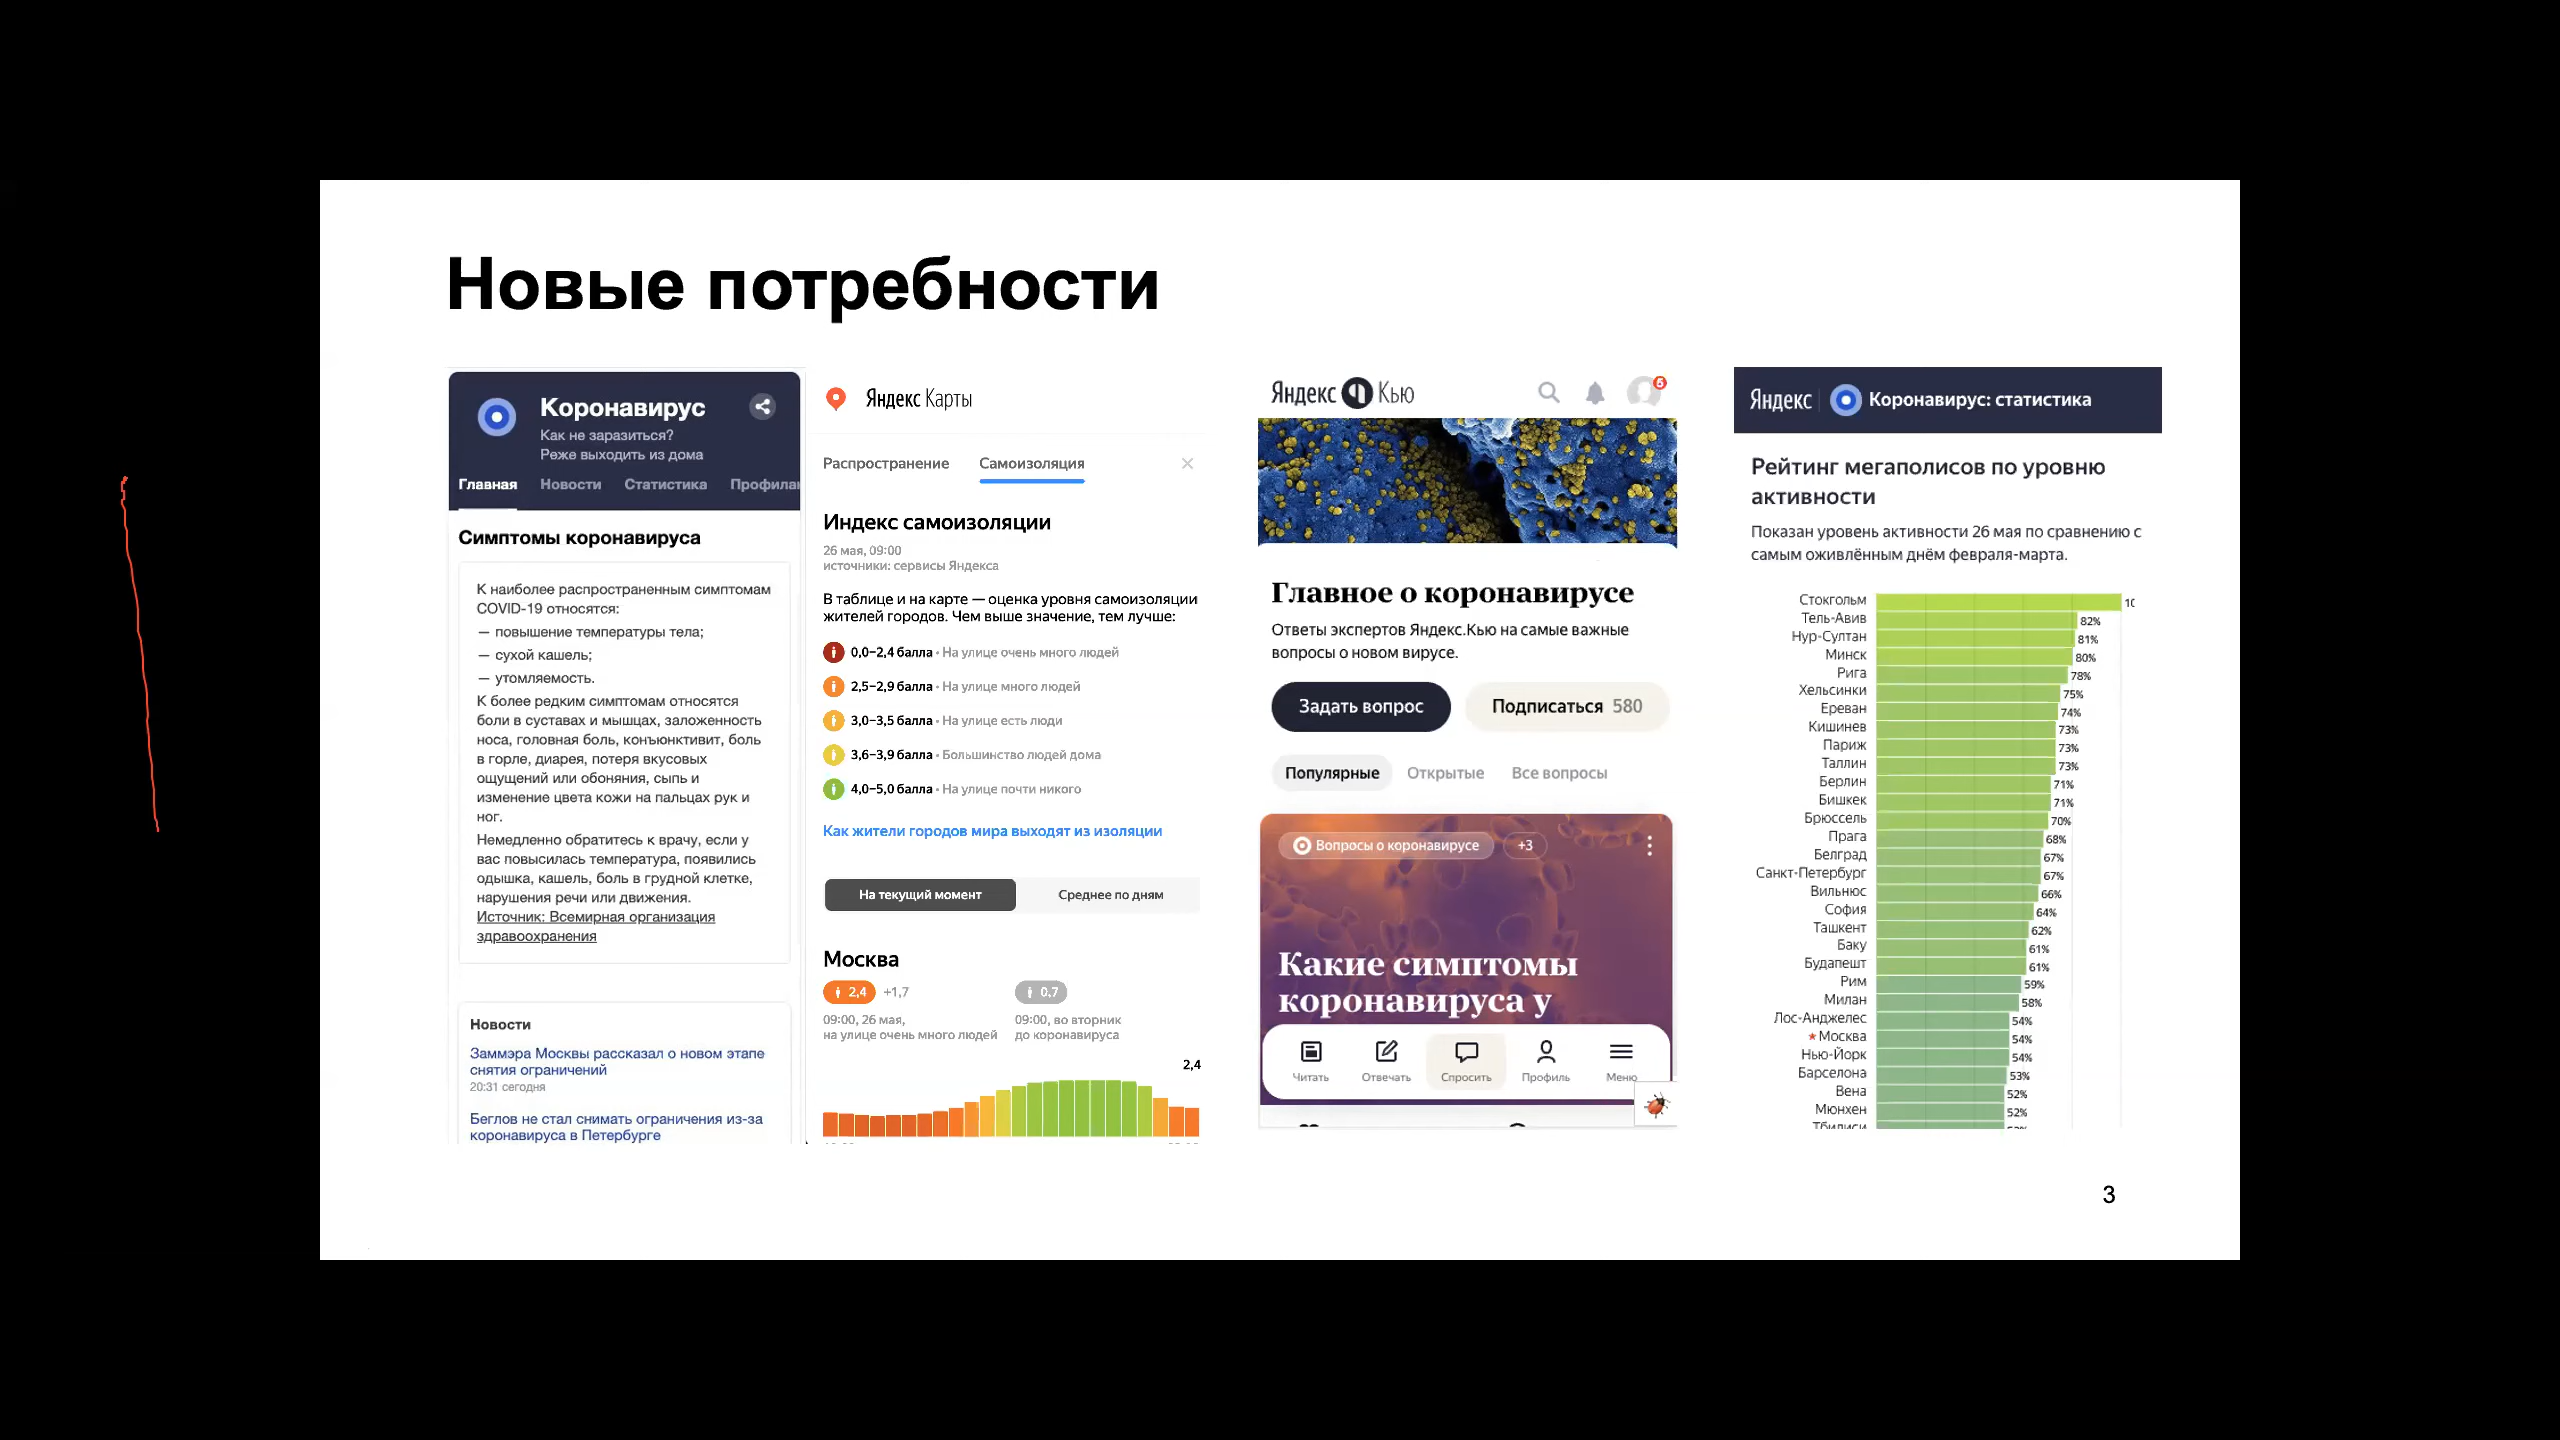 Новые потребности
Коронавирус
Как не заразиться?
Реже выходить из дома
Главная Новости Статистика
Симптомы коронавируса
К наиболее распространенным симптомам
COVID-19 относятся:
— повышение температуры тела;
— сухой кашель;
— утомляемость.
К более редким симптомам относятся
боли в суставах и мышцах, заложенность
носа, головная боль, конъюнктивит, боль
в горле, диарея, потеря вкусовых
ощущений или обоняния, сыпь и
изменение цвета кожи на пальцах рук и
ног.
Немедленно обратитесь к врачу, если у
вас повысилась температура, появились
одышка, кашель, боль в грудной клетке,
нарушения речи или движения.
Источник: Всемирная организация
здравоохранения
Новости
Заммэра Москвы рассказал о новом этапе
снятия ограничений
20:31 сегодня
Беглов не стал снимать ограничения из-за
коронавируса в Петербурге
Яндекс Карты
Распространение Самоизоляция
Индекс самоизоляции
26 мая, 09:00
источники: сервисы Яндекса
В таблице и на карте — оценка уровня самоизоляции
жителей городов. Чем выше значение, тем лучше:
0,0–2,4 балла • На улице очень много людей
2,5–2,9 балла • На улице много людей
3,0–3,5 балла • На улице есть люди
3,6–3,9 балла • Большинство людей дома
4,0–5,0 балла • На улице почти никого
Как жители городов мира выходят из изоляции
На текущий момент Среднее по дням
Москва
2,4 +1,7 0,7
09:00, 26 мая, 09:00, во вторник
на улице очень много людей до коронавируса
2,4
Яндекс Кью
5
Главное о коронавирусе
Ответы экспертов Яндекс.Кью на самые важные
вопросы о новом вирусе.
Задать вопрос Подписаться 580
Популярные Открытые Все вопросы
Вопросы о коронавирусе +3
Какие симптомы
коронавируса у
Читать Отвечать Спросить Профиль Меню
Яндекс Коронавирус: статистика
Рейтинг мегаполисов по уровню
активности
Показан уровень активности 26 мая по сравнению с
самым оживлённым днём февраля-марта.
Стокгольм
Тель-Авив 82%
Нур-Султан 81%
Минск 80%
Рига 78%
Хельсинки 75%
Ереван 74%
Кишинев 73%
Париж 73%
Таллин 73%
Берлин 71%
Бишкек 71%
Брюссель 70%
Прага 68%
Белград 67%
Санкт-Петербург 67%
Вильнюс 66%
София 64%
Ташкент 62%
Баку 61%
Будапешт 61%
Рим 59%
Милан 58%
Лос-Анджелес 54%
Москва 54%
Нью-Йорк 54%
Барселона 53%
Вена 52%
Мюнхен 52%
3